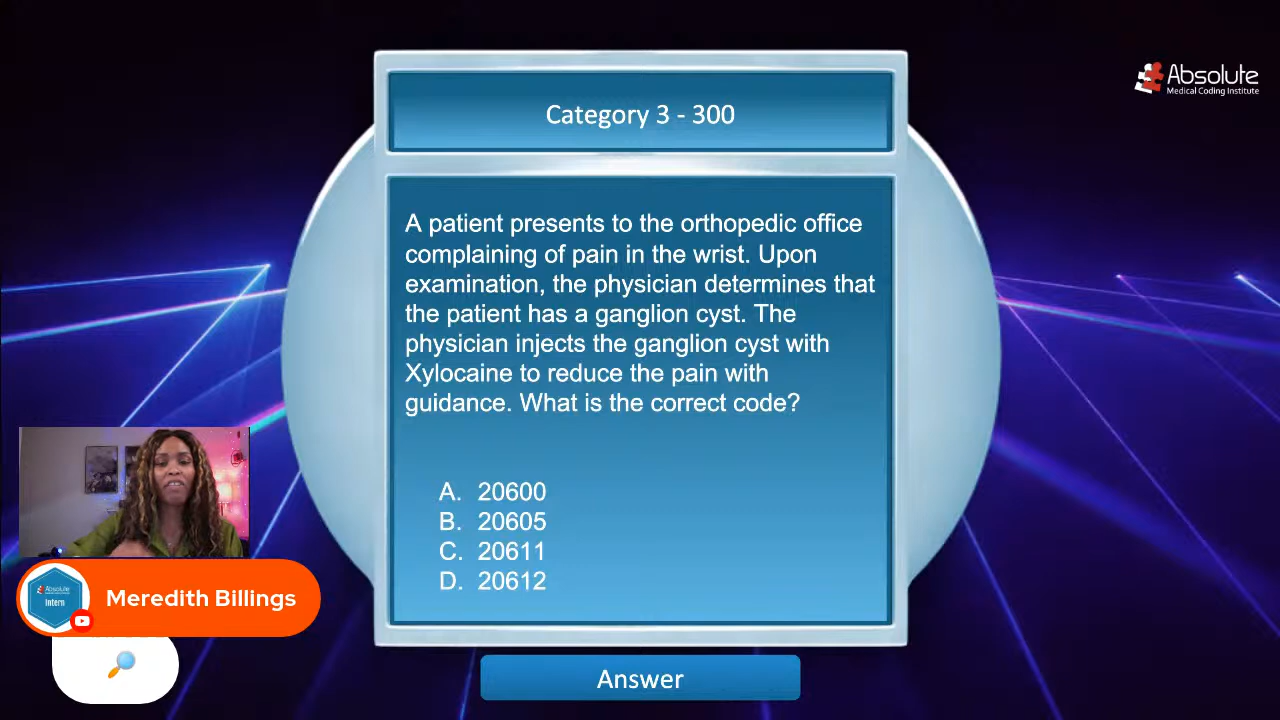 Absolute
Medical Coding Institute
Category 3 - 300
A patient presents to the orthopedic office
complaining of pain in the wrist. Upon
examination, the physician determines that
the patient has a ganglion cyst. The
physician injects the ganglion cyst with
Xylocaine to reduce the pain with
guidance. What is the correct code?
A. 20600
B. 20605
C. 20611
D. 20612
Absolute
Intern
Meredith Billings
Answer